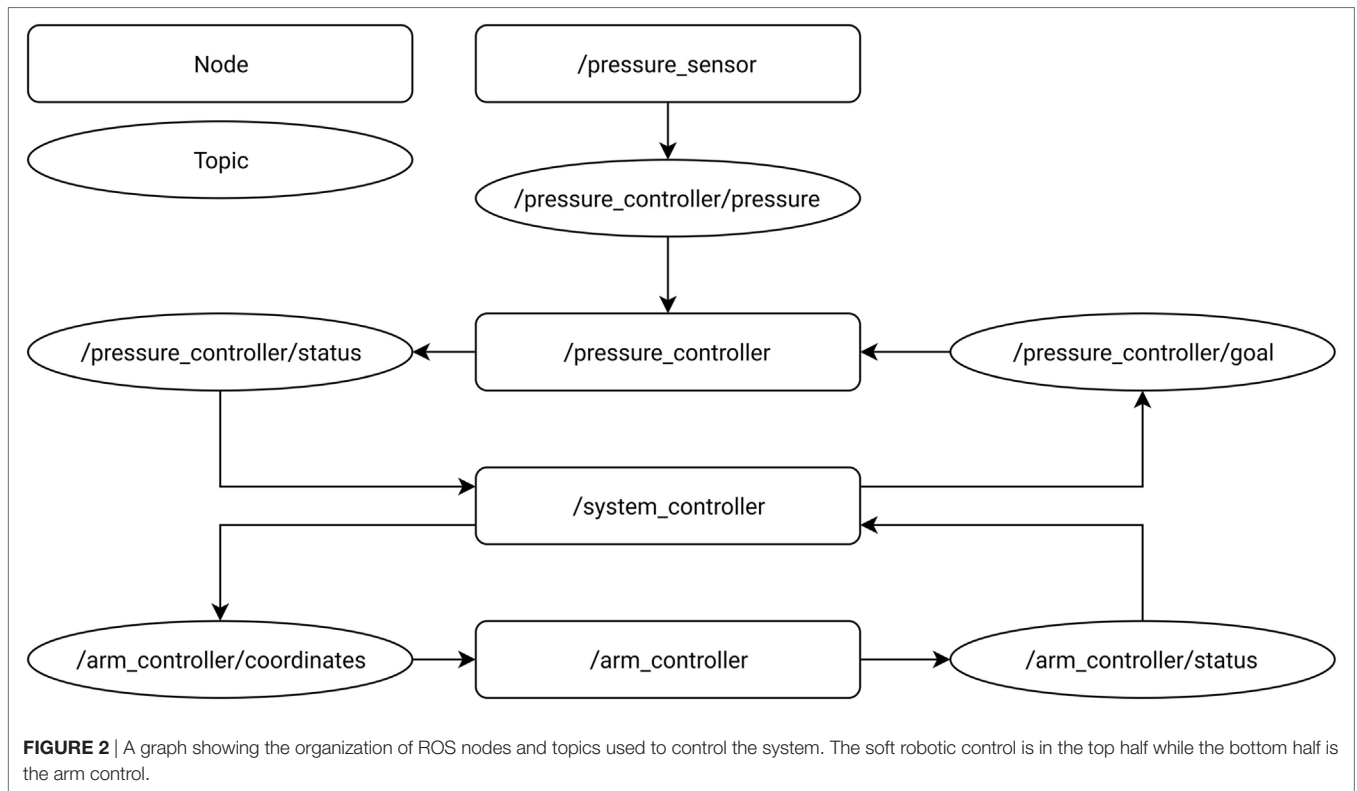 Node
/pressure_sensor
Topic
/pressure_controller/pressure
/pressure_controller/status
/pressure_controller
/pressure_controller/goal
/system_controller
/arm_controller/coordinates
/arm_controller
/arm_controller/status
FIGURE 2 | A graph showing the organization of ROS nodes and topics used to control the system. The soft robotic control is in the top half while the bottom half is
the arm control.